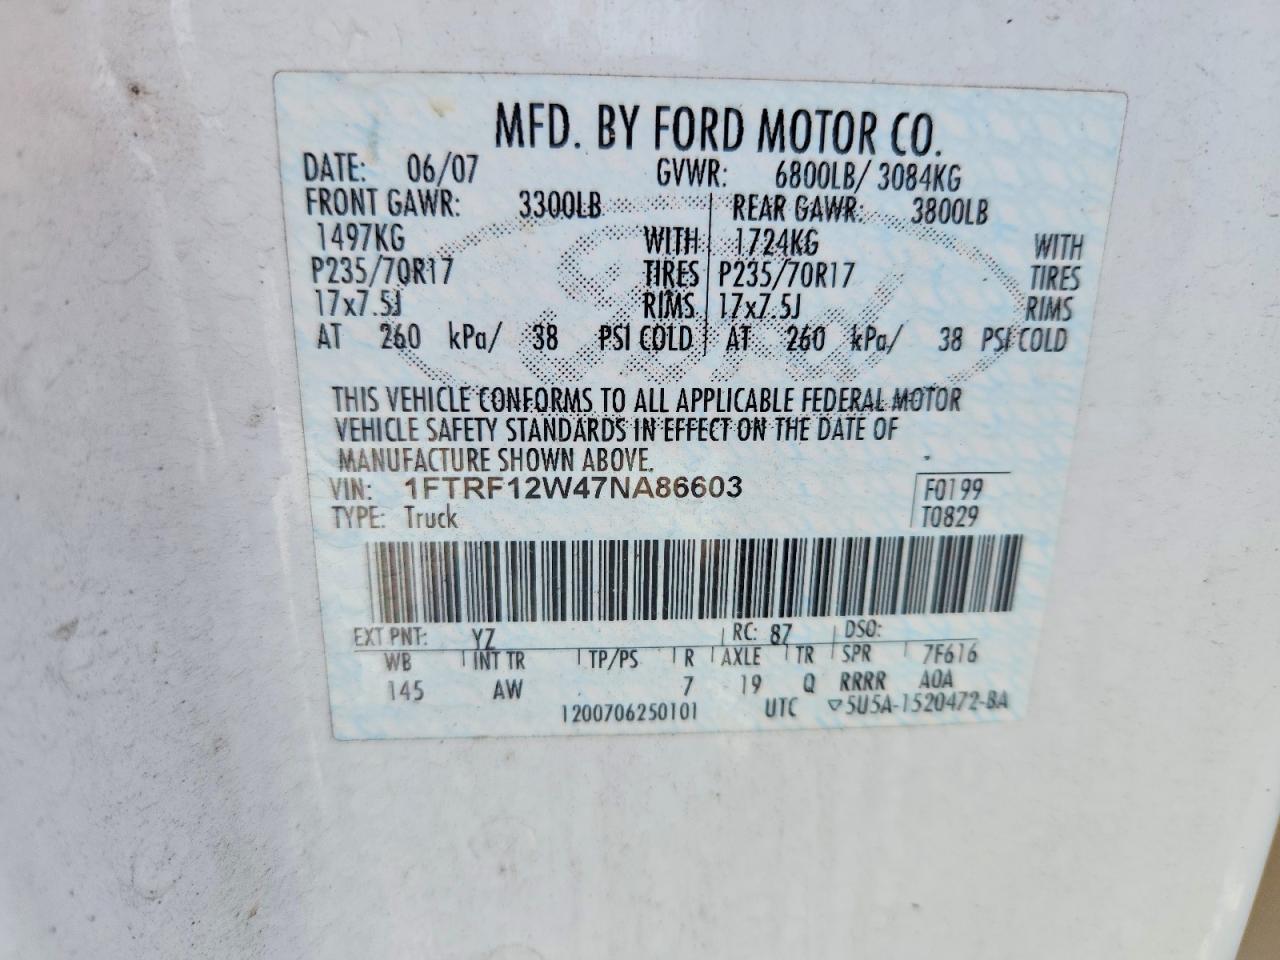 MFD. BY FORD MOTOR CO.
DATE: 06/07 GVWR: 6800LB/ 3084KG
FRONT GAWR: 3300LB REAR GAWR: 3800LB
1497KG WITH 1724KG WITH
P235/70R17 TIRES P235/70R17 TIRES
17x7.5J RIMS 17x7.5J RIMS
AT 260 kPa/ 38 PSI COLD AT 260 kPa/ 38 PSI COLD
THIS VEHICLE CONFORMS TO ALL APPLICABLE FEDERAL MOTOR
VEHICLE SAFETY STANDARDS IN EFFECT ON THE DATE OF
MANUFACTURE SHOWN ABOVE.
VIN: 1FTRF12W47NA86603 F0199
TYPE: Truck T0829
EXT PNT: YZ RC: 87 DSO:
WB INT TR TP/PS R AXLE TR SPR 7F616
145 AW 7 19 Q RRRR A0A
1200706250101 UTC ▽5U5A-1520472-BA